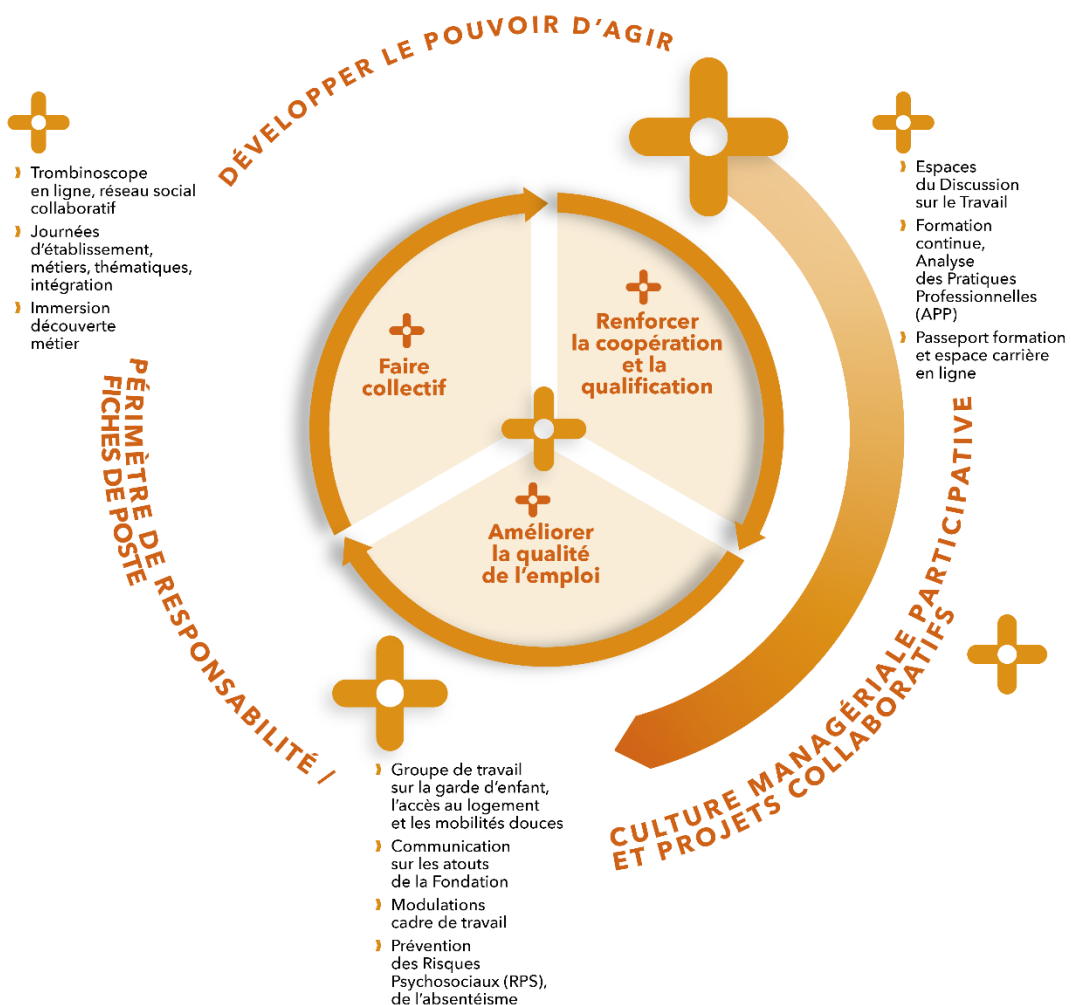 DÉVELOPPER LE POUVOIR D'AGIR
Trombinoscope
en ligne, réseau social
collaboratif
Journées
d'établissement,
métiers, thématiques,
intégration
Immersion
découverte
métier
Espaces
du Discussion
sur le Travail
Formation
continue,
Analyse
des Pratiques
Professionnelles
(APP)
Passeport formation
et espace carrière
en ligne
Faire
collectif
Renforcer
la coopération
et la
qualification
Améliorer
la qualité
de l'emploi
PÉRIMÈTRE DE RESPONSABILITÉ /
FICHES DE POSTE
CULTURE MANAGÉRIALE PARTICIPATIVE
ET PROJETS COLLABORATIFS
Groupe de travail
sur la garde d'enfant,
l'accès au logement
et les mobilités douces
Communication
sur les atouts
de la Fondation
Modulations
cadre de travail
Prévention
des Risques
Psychosociaux (RPS),
de l'absentéisme